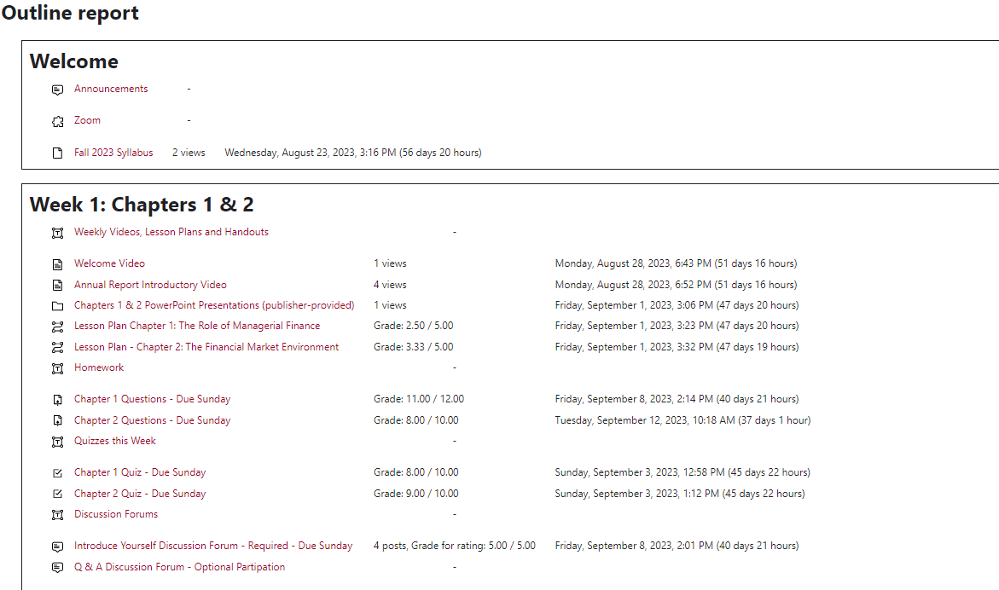 Outline report
Welcome
Announcements -
Zoom -
Fall 2023 Syllabus 2 views Wednesday, August 23, 2023, 3:16 PM (56 days 20 hours)
Week 1: Chapters 1 & 2
Weekly Videos, Lesson Plans and Handouts -
Welcome Video 1 views Monday, August 28, 2023, 6:43 PM (51 days 16 hours)
Annual Report Introductory Video 4 views Monday, August 28, 2023, 6:52 PM (51 days 16 hours)
Chapters 1 & 2 PowerPoint Presentations (publisher-provided) 1 views Friday, September 1, 2023, 3:06 PM (47 days 20 hours)
Lesson Plan Chapter 1: The Role of Managerial Finance Grade: 2.50 / 5.00 Friday, September 1, 2023, 3:23 PM (47 days 20 hours)
Lesson Plan - Chapter 2: The Financial Market Environment Grade: 3.33 / 5.00 Friday, September 1, 2023, 3:32 PM (47 days 19 hours)
Homework -
Chapter 1 Questions - Due Sunday Grade: 11.00 / 12.00 Friday, September 8, 2023, 2:14 PM (40 days 21 hours)
Chapter 2 Questions - Due Sunday Grade: 8.00 / 10.00 Tuesday, September 12, 2023, 10:18 AM (37 days 1 hour)
Quizzes this Week -
Chapter 1 Quiz - Due Sunday Grade: 8.00 / 10.00 Sunday, September 3, 2023, 12:58 PM (45 days 22 hours)
Chapter 2 Quiz - Due Sunday Grade: 9.00 / 10.00 Sunday, September 3, 2023, 1:12 PM (45 days 22 hours)
Discussion Forums -
Introduce Yourself Discussion Forum - Required - Due Sunday 4 posts, Grade for rating: 5.00 / 5.00 Friday, September 8, 2023, 2:01 PM (40 days 21 hours)
Q & A Discussion Forum - Optional Partipation -